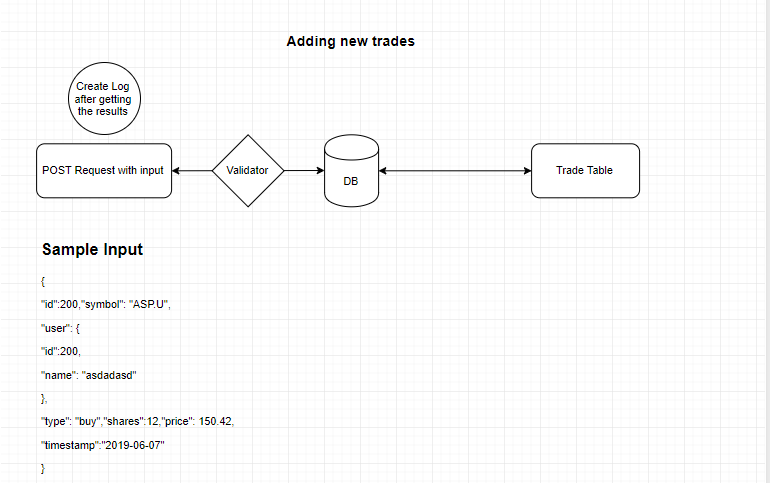 Adding new trades
Create Log
after getting
the results
POST Request with input
Validator
DB
Trade Table
Sample Input
{
"id":200,"symbol": "ASP.U",
"user": {
"id":200,
"name": "asdadasd"
},
"type": "buy","shares":12,"price": 150.42,
"timestamp":"2019-06-07"
}